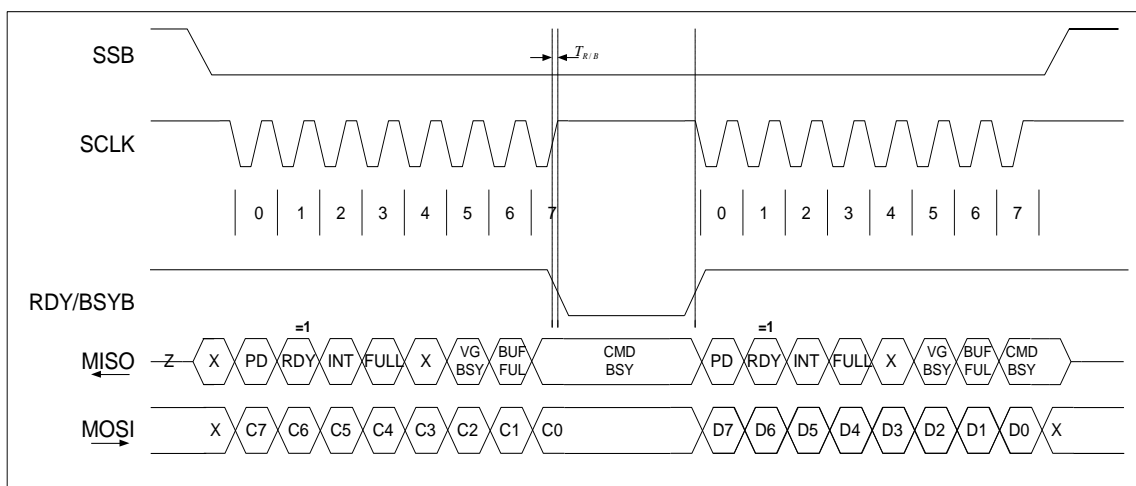 SSB
T R/B
SCLK
0 1 2 3 4 5 6 7 0 1 2 3 4 5 6 7
RDY/BSYB
=1 =1
MISO Z X PD RDY INT FULL X VG BSY BUF FUL CMD BSY PD RDY INT FULL X VG BSY BUF FUL CMD BSY
MOSI X C7 C6 C5 C4 C3 C2 C1 C0 D7 D6 D5 D4 D3 D2 D1 D0 X